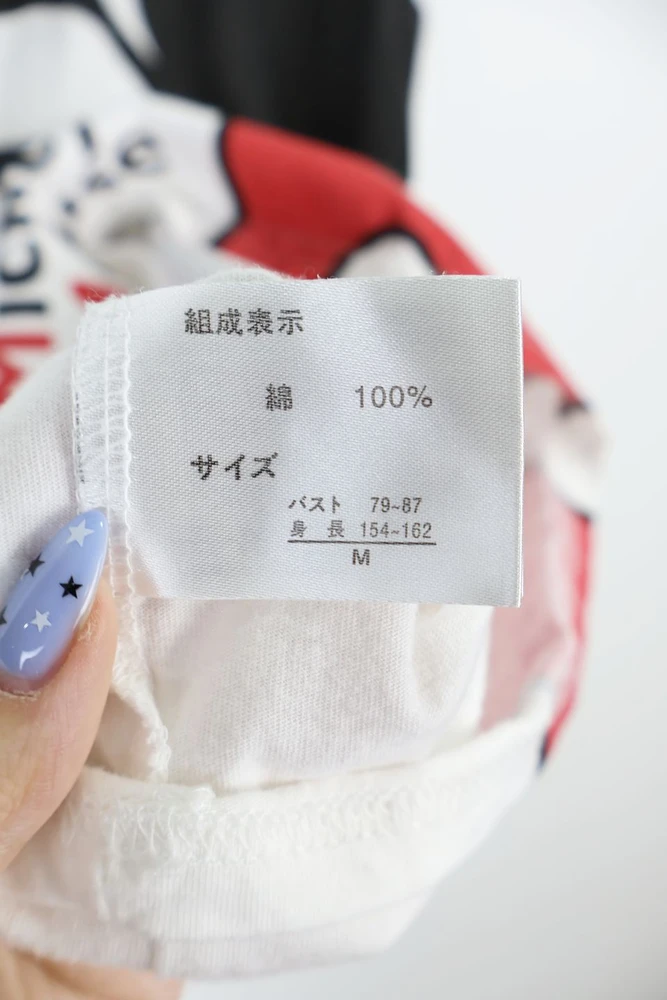 組成表示
綿 100%
サイズ
バスト 79~87
身長 154~162
M